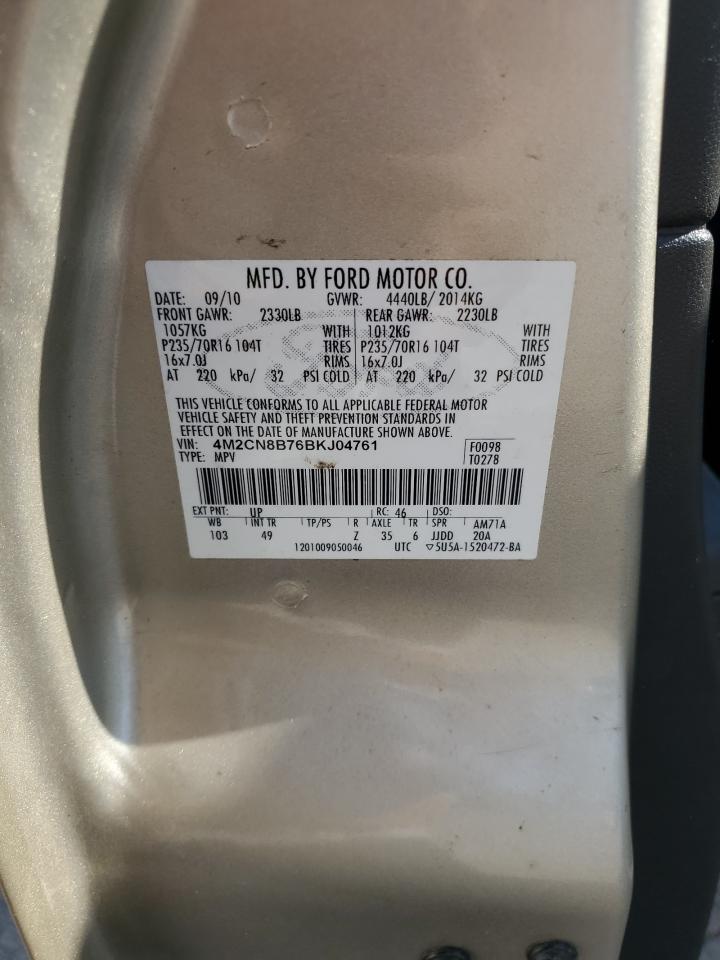 MFD. BY FORD MOTOR CO.
DATE: 09/10 GVWR: 4440LB/ 2014KG
FRONT GAWR: 2330LB REAR GAWR: 2230LB
1057KG WITH 1012KG WITH
P235/70R16 104T TIRES P235/70R16 104T TIRES
16x7.0J RIMS 16x7.0J RIMS
AT 220 kPa/ 32 PSI COLD AT 220 kPa/ 32 PSI COLD
THIS VEHICLE CONFORMS TO ALL APPLICABLE FEDERAL MOTOR
VEHICLE SAFETY AND THEFT PREVENTION STANDARDS IN
EFFECT ON THE DATE OF MANUFACTURE SHOWN ABOVE.
VIN: 4M2CN8B76BKJ04761 F0098
TYPE: MPV T0278
EXT PNT: UP RC: 46 DSO:
WB INT TR TP/PS R AXLE TR SPR AM71A
103 49 Z 35 6 JJDD 20A
1201009050046 UTC ▽5U5A-1520472-BA